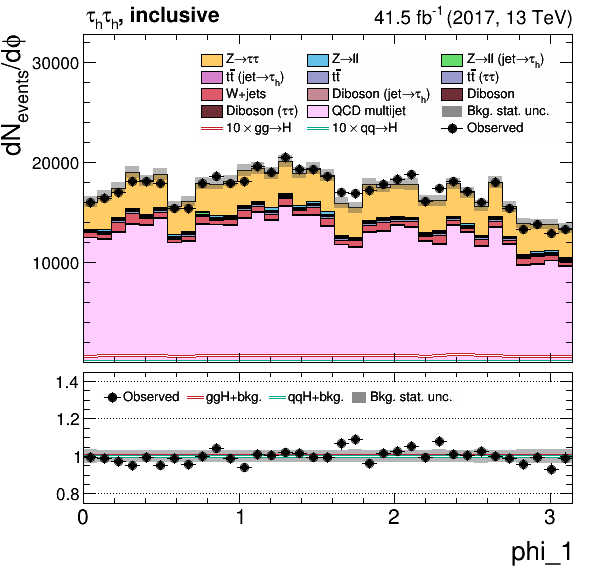 τhτh, inclusive 41.5 fb⁻¹ (2017, 13 TeV)
dNevents/dϕ
30000
20000
10000
Z→ττ Z→ll Z→ll (jet→τh)
tt̄ (jet→τh) tt̄ tt̄ (ττ)
W+jets Diboson (jet→τh) Diboson
Diboson (ττ) QCD multijet Bkg. stat. unc.
10 × gg→H 10 × qq→H Observed
1.4
1.2
1
0.8
Observed ggH+bkg. qqH+bkg. Bkg. stat. unc.
0 1 2 3
phi_1